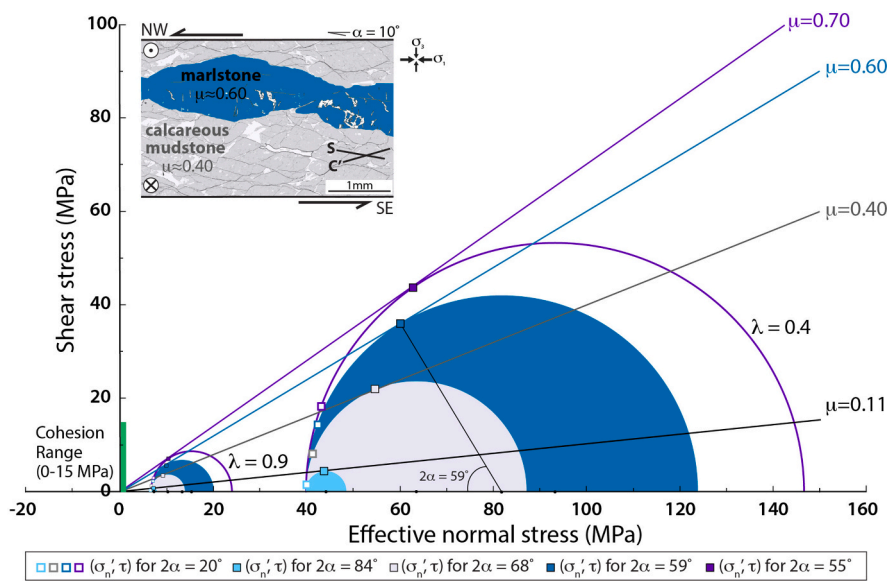 100
80
60
40
20
0
Shear stress (MPa)
NW
α = 10˚
σ3
σ1
marlstone
μ≈0.60
calcareous
mudstone
μ≈0.40
S
C'
1mm
SE
μ=0.70
μ=0.60
μ=0.40
μ=0.11
λ = 0.4
λ = 0.9
2α = 59˚
Cohesion
Range
(0-15 MPa)
-20 0 20 40 60 80 100 120 140 160
Effective normal stress (MPa)
(σn', τ) for 2α = 20˚ (σn', τ) for 2α = 84˚ (σn', τ) for 2α = 68˚ (σn', τ) for 2α = 59˚ (σn', τ) for 2α = 55˚